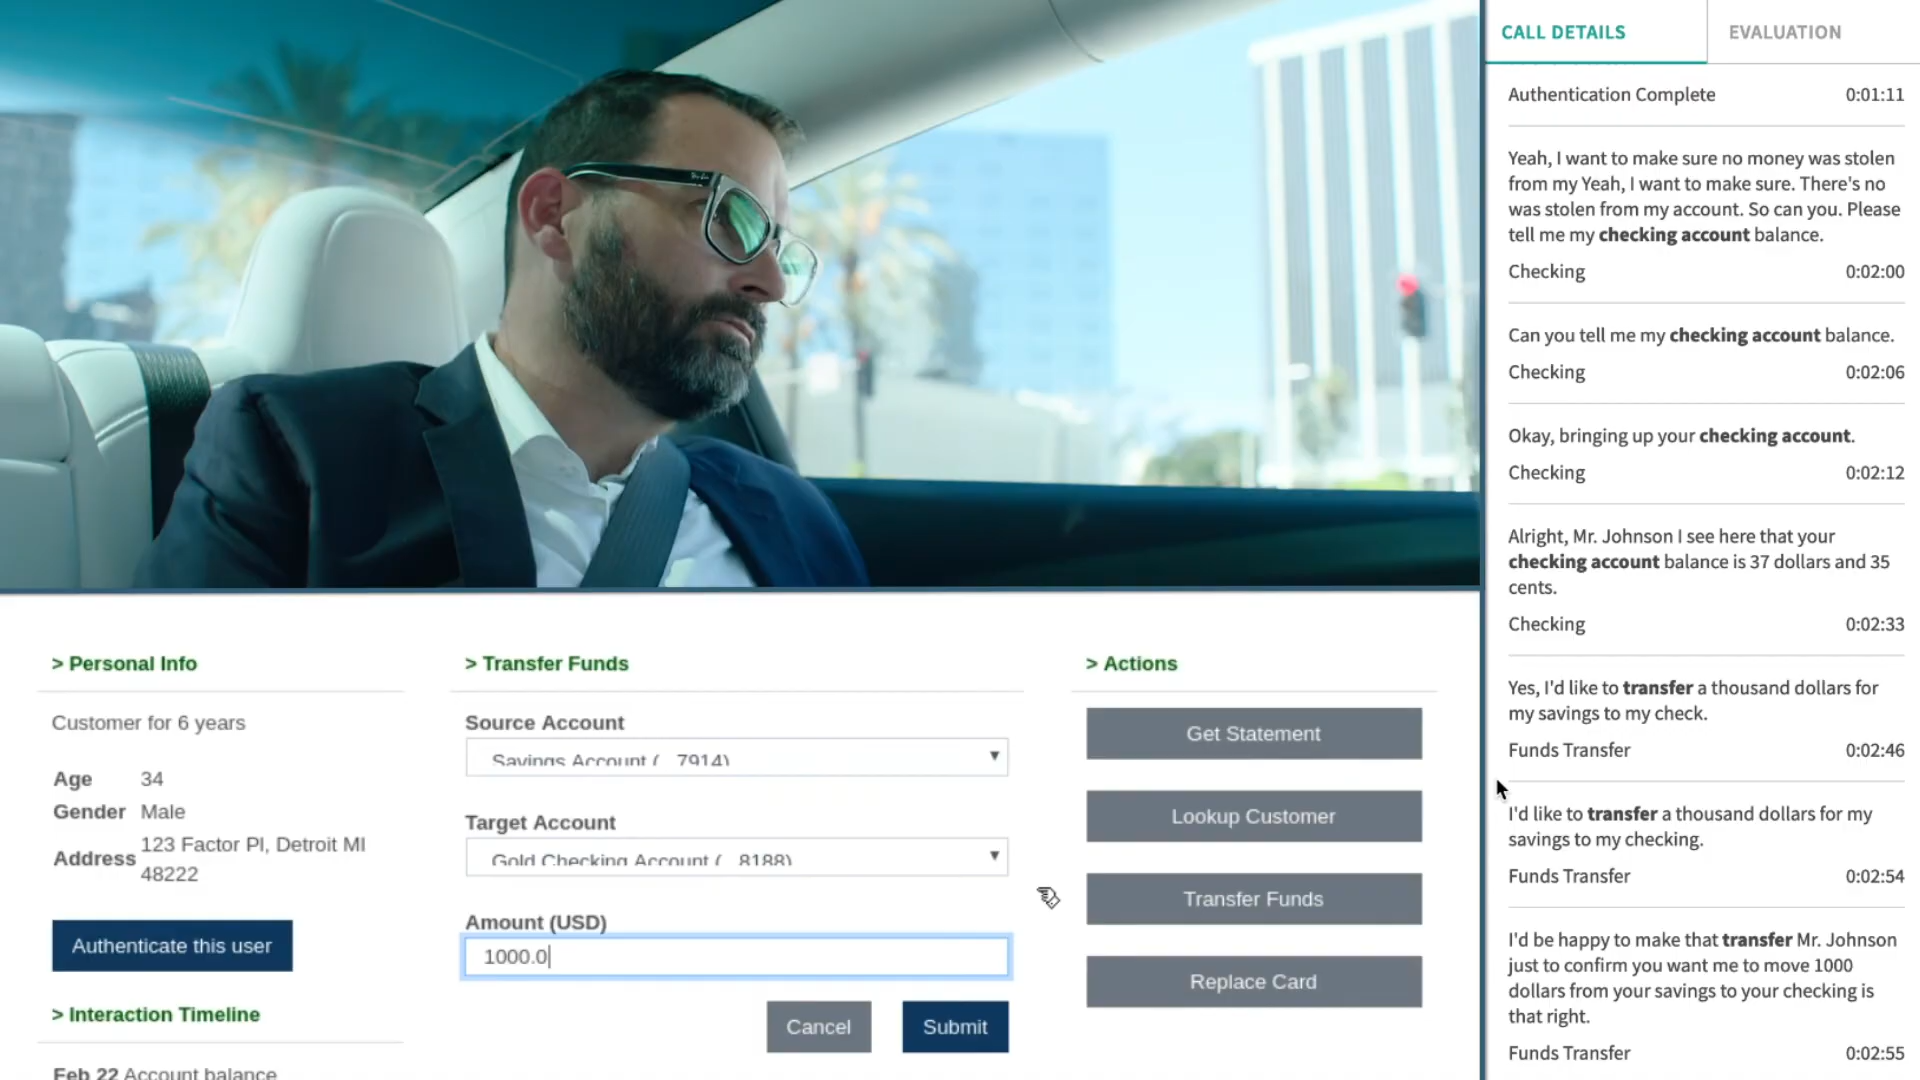 > Personal Info
Customer for 6 years
Age 34
Gender Male
Address 123 Factor Pl, Detroit MI
48222
Authenticate this user
> Interaction Timeline
Feb 22 Account balance
> Transfer Funds
Source Account
Savings Account ( 7914)
Target Account
Gold Checking Account ( 8188)
Amount (USD)
1000.0
Cancel
Submit
> Actions
Get Statement
Lookup Customer
Transfer Funds
Replace Card
CALL DETAILS
EVALUATION
Authentication Complete 0:01:11
Yeah, I want to make sure no money was stolen
from my Yeah, I want to make sure. There's no
was stolen from my account. So can you. Please
tell me my checking account balance.
Checking 0:02:00
Can you tell me my checking account balance.
Checking 0:02:06
Okay, bringing up your checking account.
Checking 0:02:12
Alright, Mr. Johnson I see here that your
checking account balance is 37 dollars and 35
cents.
Checking 0:02:33
Yes, I'd like to transfer a thousand dollars for
my savings to my check.
Funds Transfer 0:02:46
I'd like to transfer a thousand dollars for my
savings to my checking.
Funds Transfer 0:02:54
I'd be happy to make that transfer Mr. Johnson
just to confirm you want me to move 1000
dollars from your savings to your checking is
that right.
Funds Transfer 0:02:55